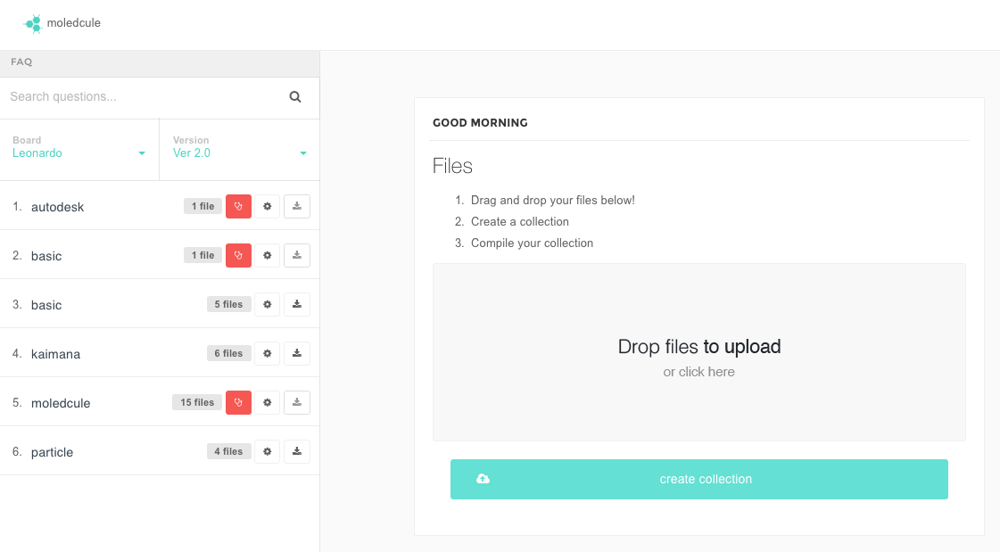 moledcule
FAQ
Search questions...
Board
Leonardo
Version
Ver 2.0
1. autodesk 1 file
2. basic 1 file
3. basic 5 files
4. kaimana 6 files
5. moledcule 15 files
6. particle 4 files
GOOD MORNING
Files
1. Drag and drop your files below!
2. Create a collection
3. Compile your collection
Drop files to upload
or click here
create collection